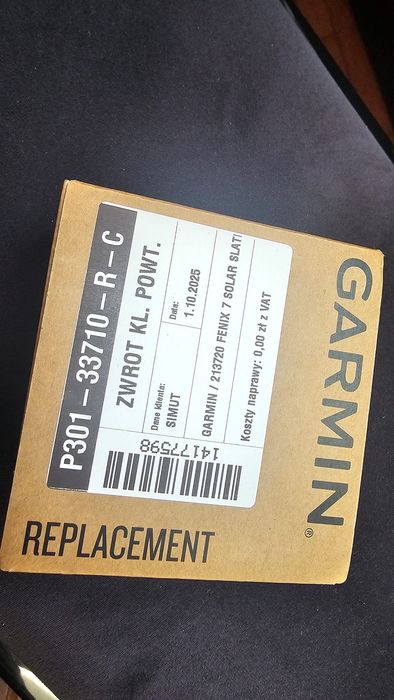 GARMIN®
P301-33710-R-C
ZWROT KL. POWT.
Dane klienta:
SIMUT
Data:
1.10.2025
GARMIN / 213720 FENIX 7 SOLAR SLATI
Koszty naprawy: 0,00 zł z VAT
14177598
REPLACEMENT